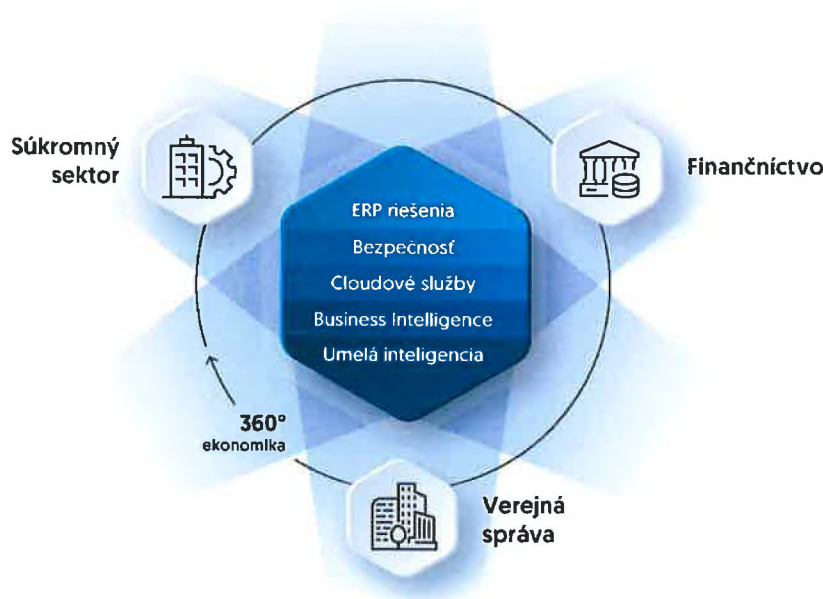 Súkromný
sektor
Finančníctvo
ERP riešenia
Bezpečnosť
Cloudové služby
Business Intelligence
Umelá inteligencia
360°
ekonomika
Verejná
správa